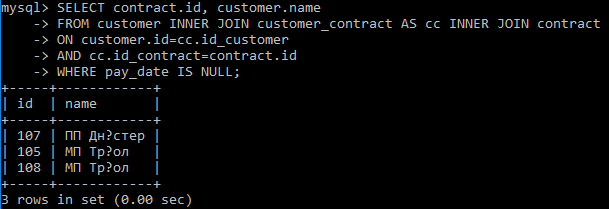 mysql> SELECT contract.id, customer.name
    -> FROM customer INNER JOIN customer_contract AS cc INNER JOIN contract
    -> ON customer.id=cc.id_customer
    -> AND cc.id_contract=contract.id
    -> WHERE pay_date IS NULL;
+-----+------------+
| id  | name       |
+-----+------------+
| 107 | ПП Дн?стер |
| 105 | МП Тр?ол   |
| 108 | МП Тр?ол   |
+-----+------------+
3 rows in set (0.00 sec)